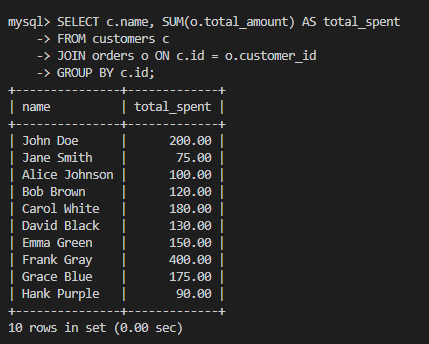 mysql> SELECT c.name, SUM(o.total_amount) AS total_spent
    -> FROM customers c
    -> JOIN orders o ON c.id = o.customer_id
    -> GROUP BY c.id;
+---------------+-------------+
| name          | total_spent |
+---------------+-------------+
| John Doe      |      200.00 |
| Jane Smith    |       75.00 |
| Alice Johnson |      100.00 |
| Bob Brown     |      120.00 |
| Carol White   |      180.00 |
| David Black   |      130.00 |
| Emma Green    |      150.00 |
| Frank Gray    |      400.00 |
| Grace Blue    |      175.00 |
| Hank Purple   |       90.00 |
+---------------+-------------+
10 rows in set (0.00 sec)